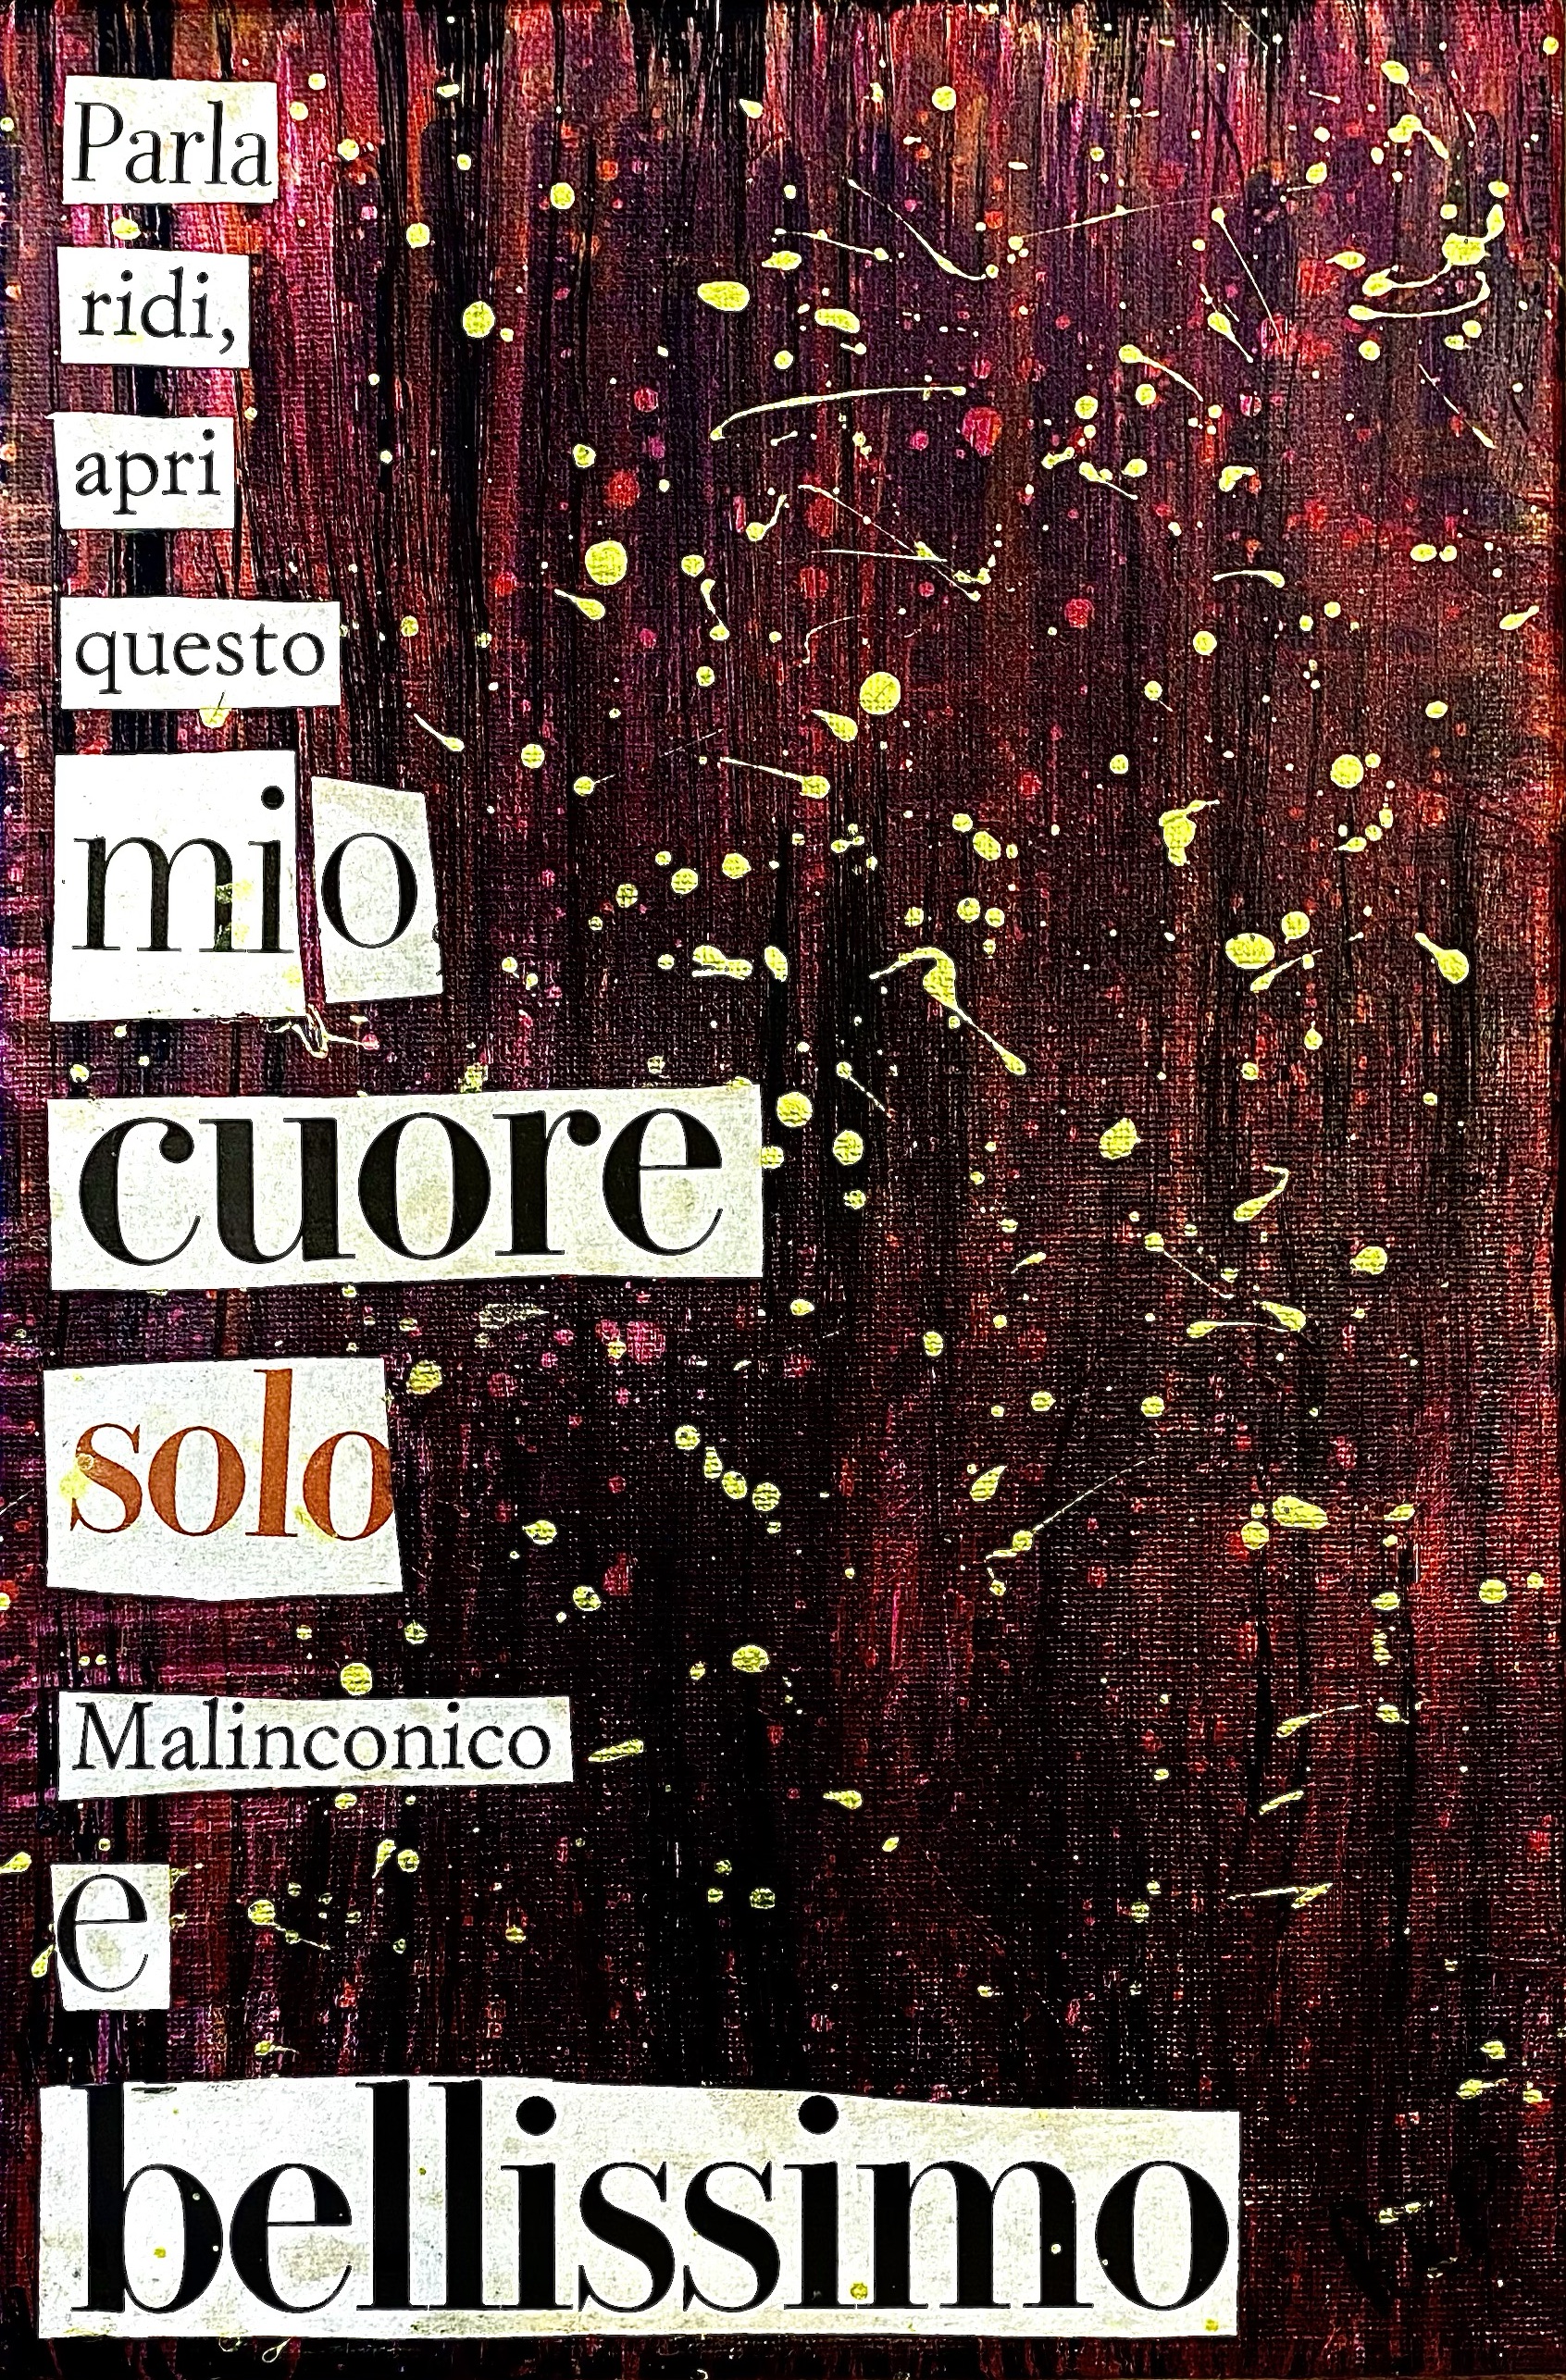 Parla
ridi,
apri
questo
mio
cuore
solo
Malinconico
e
bellissimo